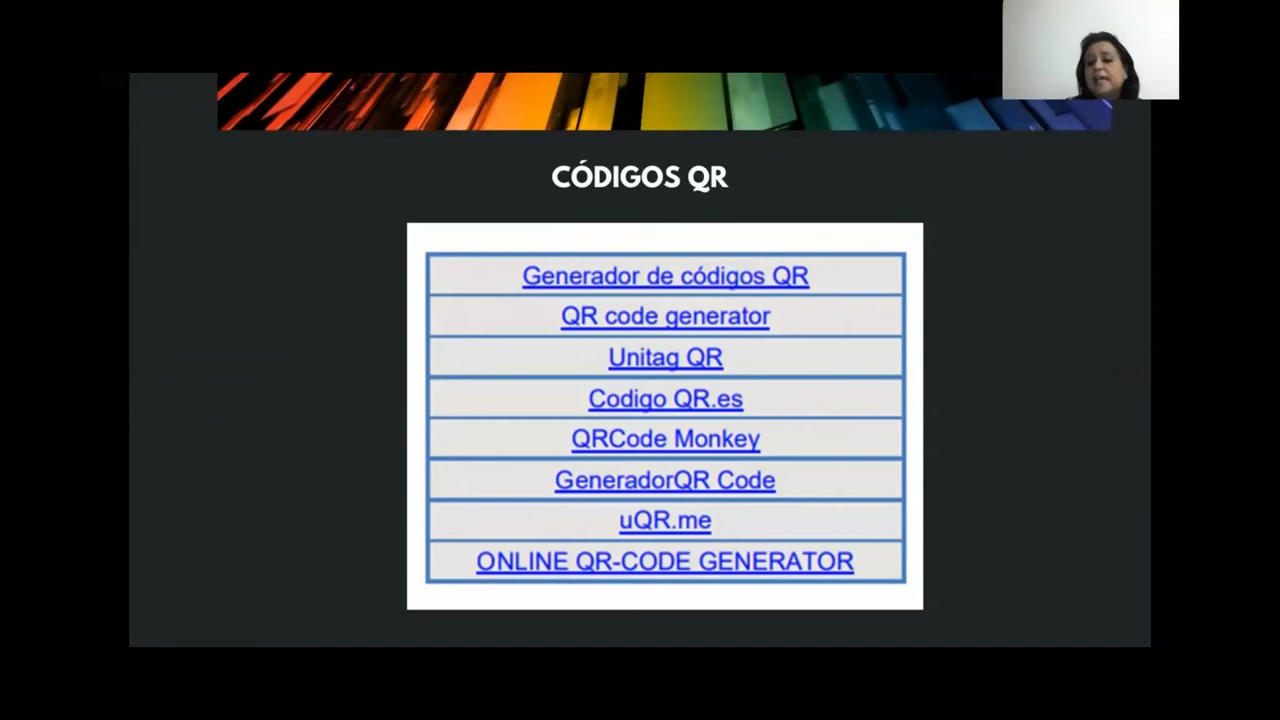 CÓDIGOS QR
Generador de códigos QR
QR code generator
Unitag QR
Codigo QR.es
QRCode Monkey
GeneradorQR Code
uQR.me
ONLINE QR-CODE GENERATOR